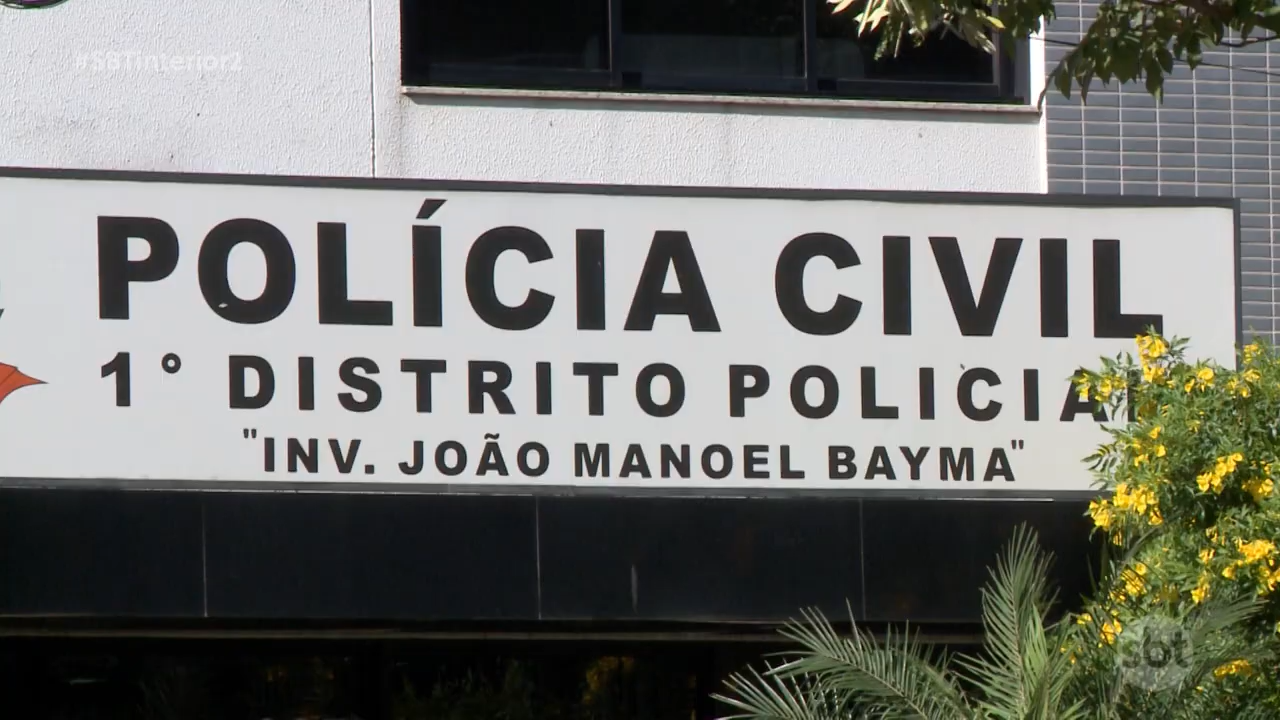 #SBTInterior2
POLÍCIA CIVIL
1° DISTRITO POLICIAL
"INV. JOÃO MANOEL BAYMA"
sbt